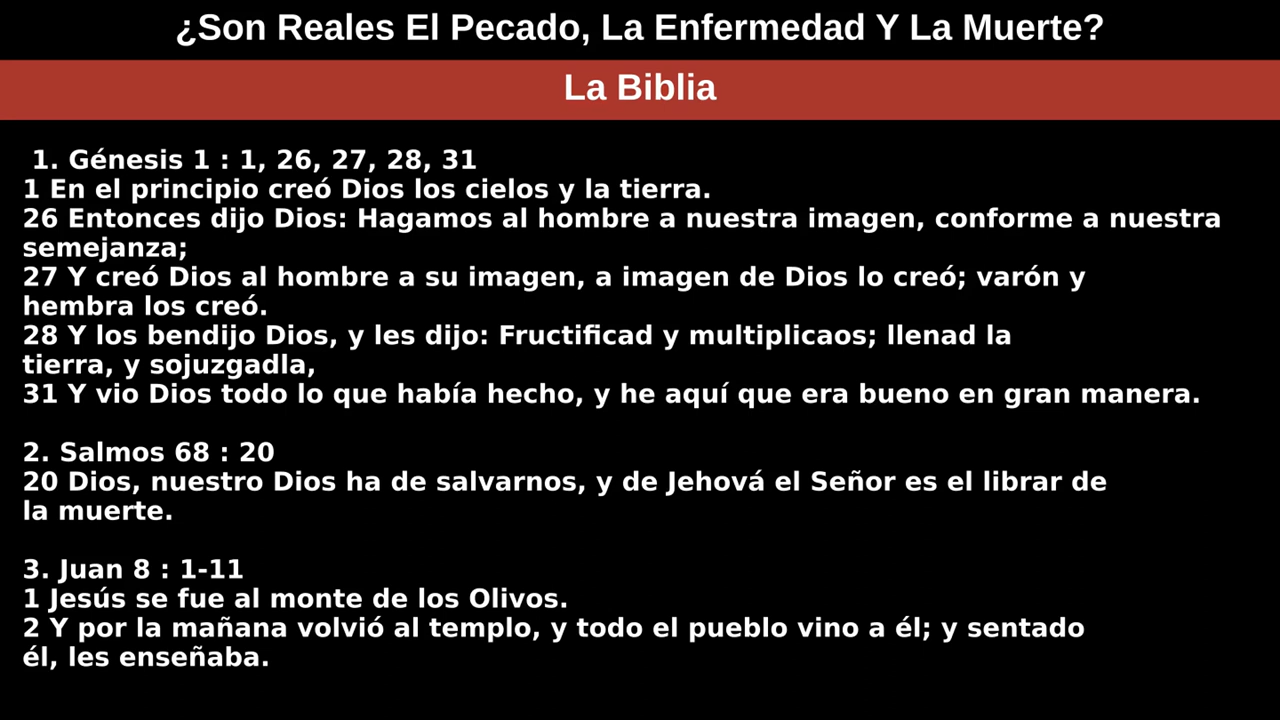 ¿Son Reales El Pecado, La Enfermedad Y La Muerte?
La Biblia
1. Génesis 1 : 1, 26, 27, 28, 31
1 En el principio creó Dios los cielos y la tierra.
26 Entonces dijo Dios: Hagamos al hombre a nuestra imagen, conforme a nuestra
semejanza;
27 Y creó Dios al hombre a su imagen, a imagen de Dios lo creó; varón y
hembra los creó.
28 Y los bendijo Dios, y les dijo: Fructificad y multiplicaos; llenad la
tierra, y sojuzgadla,
31 Y vio Dios todo lo que había hecho, y he aquí que era bueno en gran manera.
2. Salmos 68 : 20
20 Dios, nuestro Dios ha de salvarnos, y de Jehová el Señor es el librar de
la muerte.
3. Juan 8 : 1-11
1 Jesús se fue al monte de los Olivos.
2 Y por la mañana volvió al templo, y todo el pueblo vino a él; y sentado
él, les enseñaba.